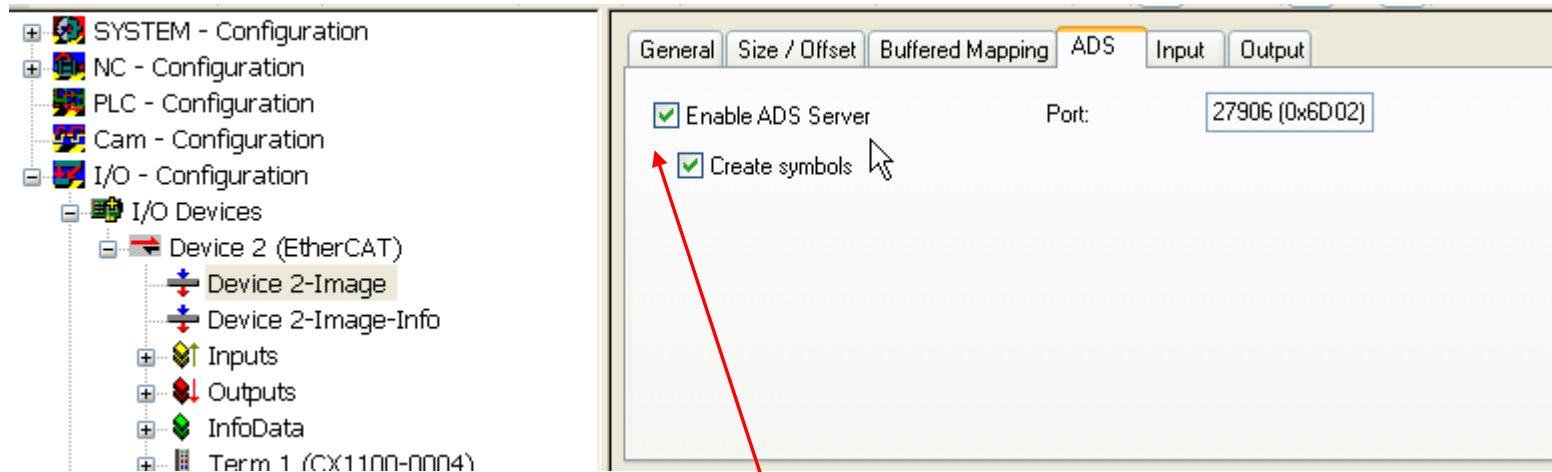 SYSTEM - Configuration
NC - Configuration
PLC - Configuration
Cam - Configuration
I/O - Configuration
I/O Devices
Device 2 (EtherCAT)
Device 2-Image
Device 2-Image-Info
Inputs
Outputs
InfoData
Term 1 (CX1100-0004)
General Size / Offset Buffered Mapping ADS Input Output
Enable ADS Server Port: 27906 (0x6D02)
Create symbols